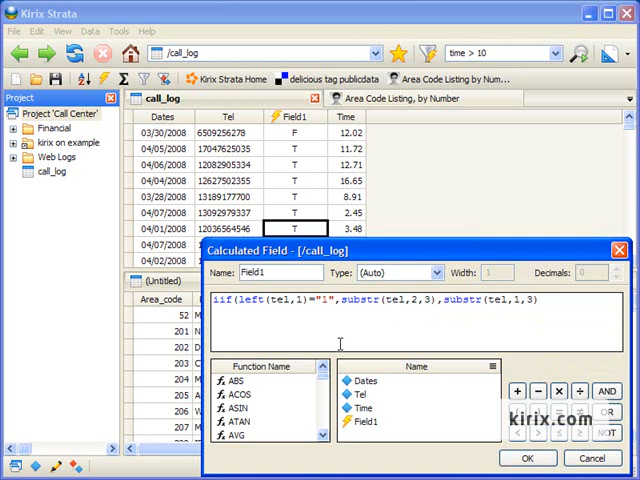 Kirix Strata
File Edit View Data Tools Help
/call_log
time > 10
Kirix Strata Home delicious tag publicdata Area Code Listing by Num...
Project
Project 'Call Center'
Financial
kirix on example
Web Logs
call_log
call_log Area Code Listing, by Number
Dates Tel Field1 Time
03/30/2008 6509256278 F 12.02
04/05/2008 17047625035 T 11.72
04/06/2008 12082905334 T 12.71
04/04/2008 12627502355 T 16.65
03/28/2008 13189177700 T 8.91
04/07/2008 13092979337 T 2.45
04/01/2008 12036564546 T 3.48
04/07/2008
04/02/2008
(Untitled)
Area_code
52
201
202
203
204
205
206
207
208
209
Calculated Field - [/call_log]
Name: Field1 Type: (Auto) Width: 1 Decimals: 0
iif(left(tel,1)="1",substr(tel,2,3),substr(tel,1,3)
Function Name
ABS
ACOS
ASIN
ATAN
AVG
Name
Dates
Tel
Time
Field1
+ − × ÷ AND
OR
< > NOT
kirix.com
OK Cancel